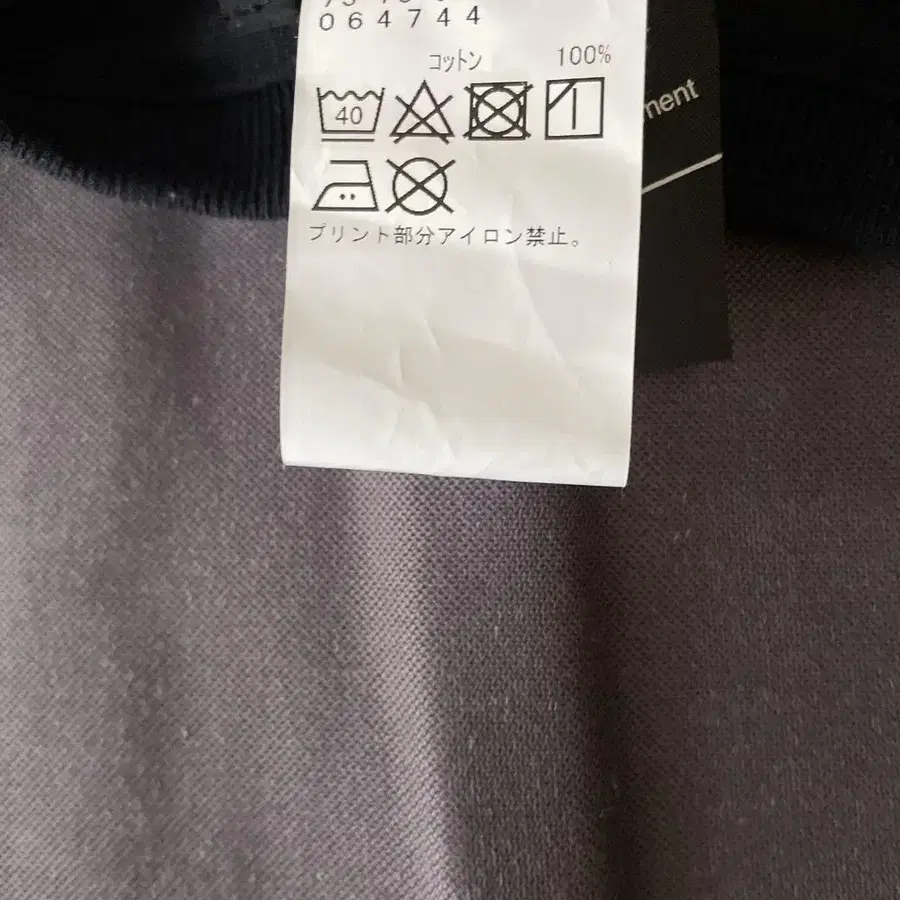 064744
コットン 100%
40
プリント部分アイロン禁止。
ment